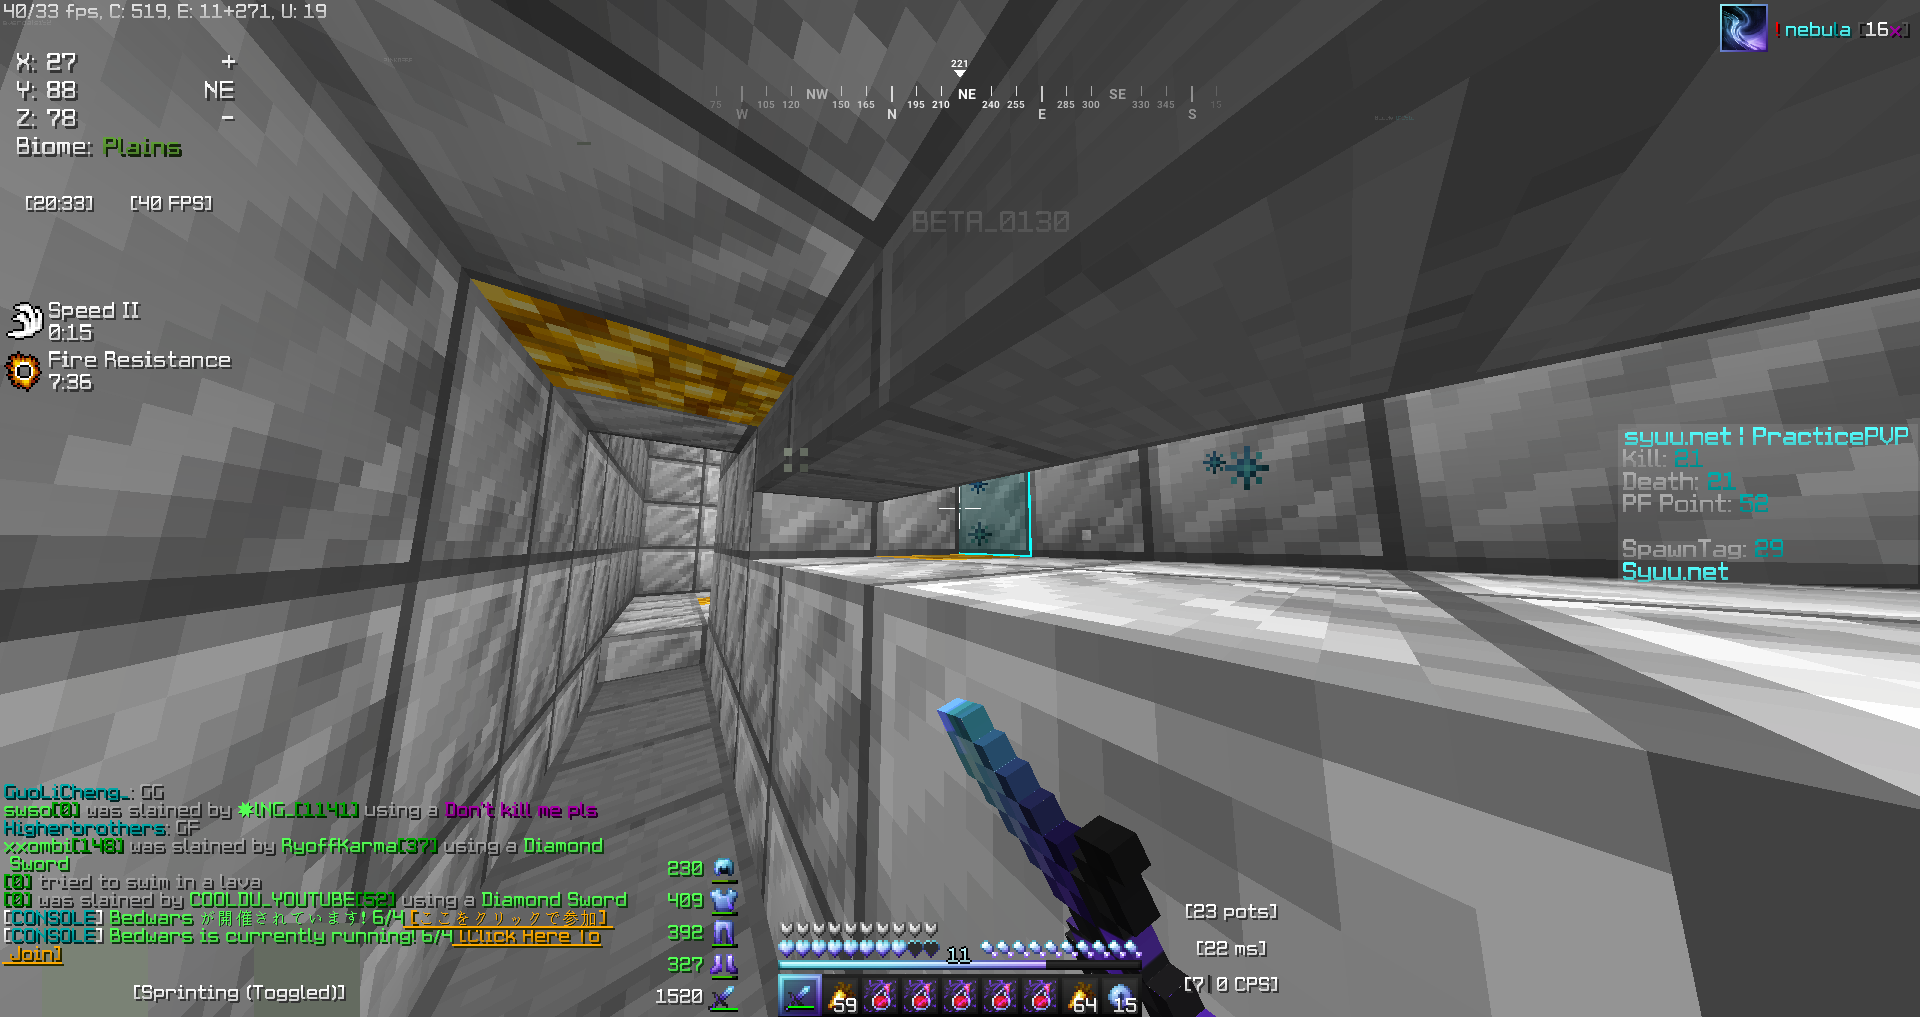 40/33 fps, C: 519, E: 11+271, U: 19
! nebula [16x]
X: 27 +
Y: 88 NE
Z: 78 -
Biome: Plains
221
NW NE SE
75 105 120 150 165 195 210 240 255 285 300 330 345 15
W N E S
[20:33] [40 FPS]
BETA_0130
Speed II
0:15
Fire Resistance
7:36
syuu.net | PracticePVP
Kill: 21
Death: 21
PF Point: 52
SpawnTag: 29
Syuu.net
GuoLiCheng_: GG
swso[0] was slained by ✸ING_[1141] using a Don't kill me pls
Higherbrothers: GF
xxombi[148] was slained by RyoffKarma[37] using a Diamond
Sword
[0] tried to swim in a lava
[0] was slained by COOLDU_YOUTUBE[52] using a Diamond Sword
[CONSOLE] Bedwars が開催されています! 6/4 [ここをクリックで参加]
[CONSOLE] Bedwars is currently running! 6/4 [Click Here To
Join]
[Sprinting (Toggled)]
230
409
392
327
1520
11
59
64
15
[23 pots]
[22 ms]
[7 | 0 CPS]